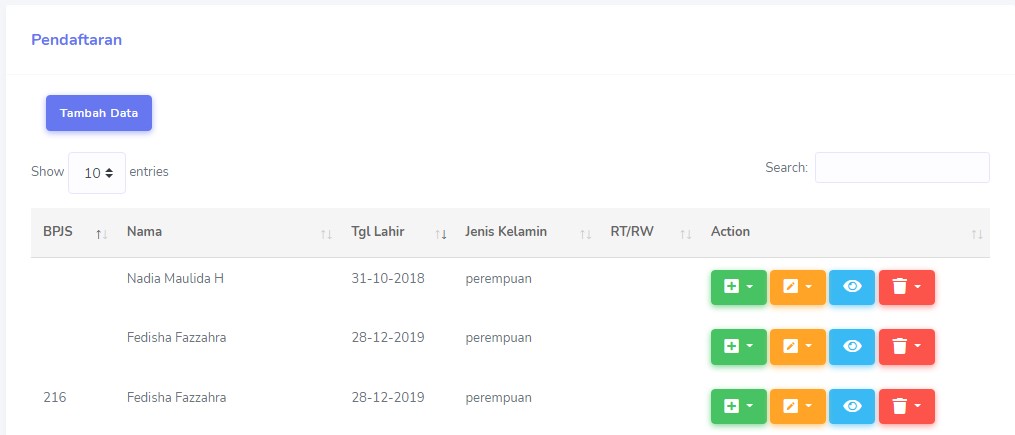 Pendaftaran
Tambah Data
Show 10 entries
Search:
BPJS Nama Tgl Lahir Jenis Kelamin RT/RW Action
Nadia Maulida H 31-10-2018 perempuan
Fedisha Fazzahra 28-12-2019 perempuan
216 Fedisha Fazzahra 28-12-2019 perempuan